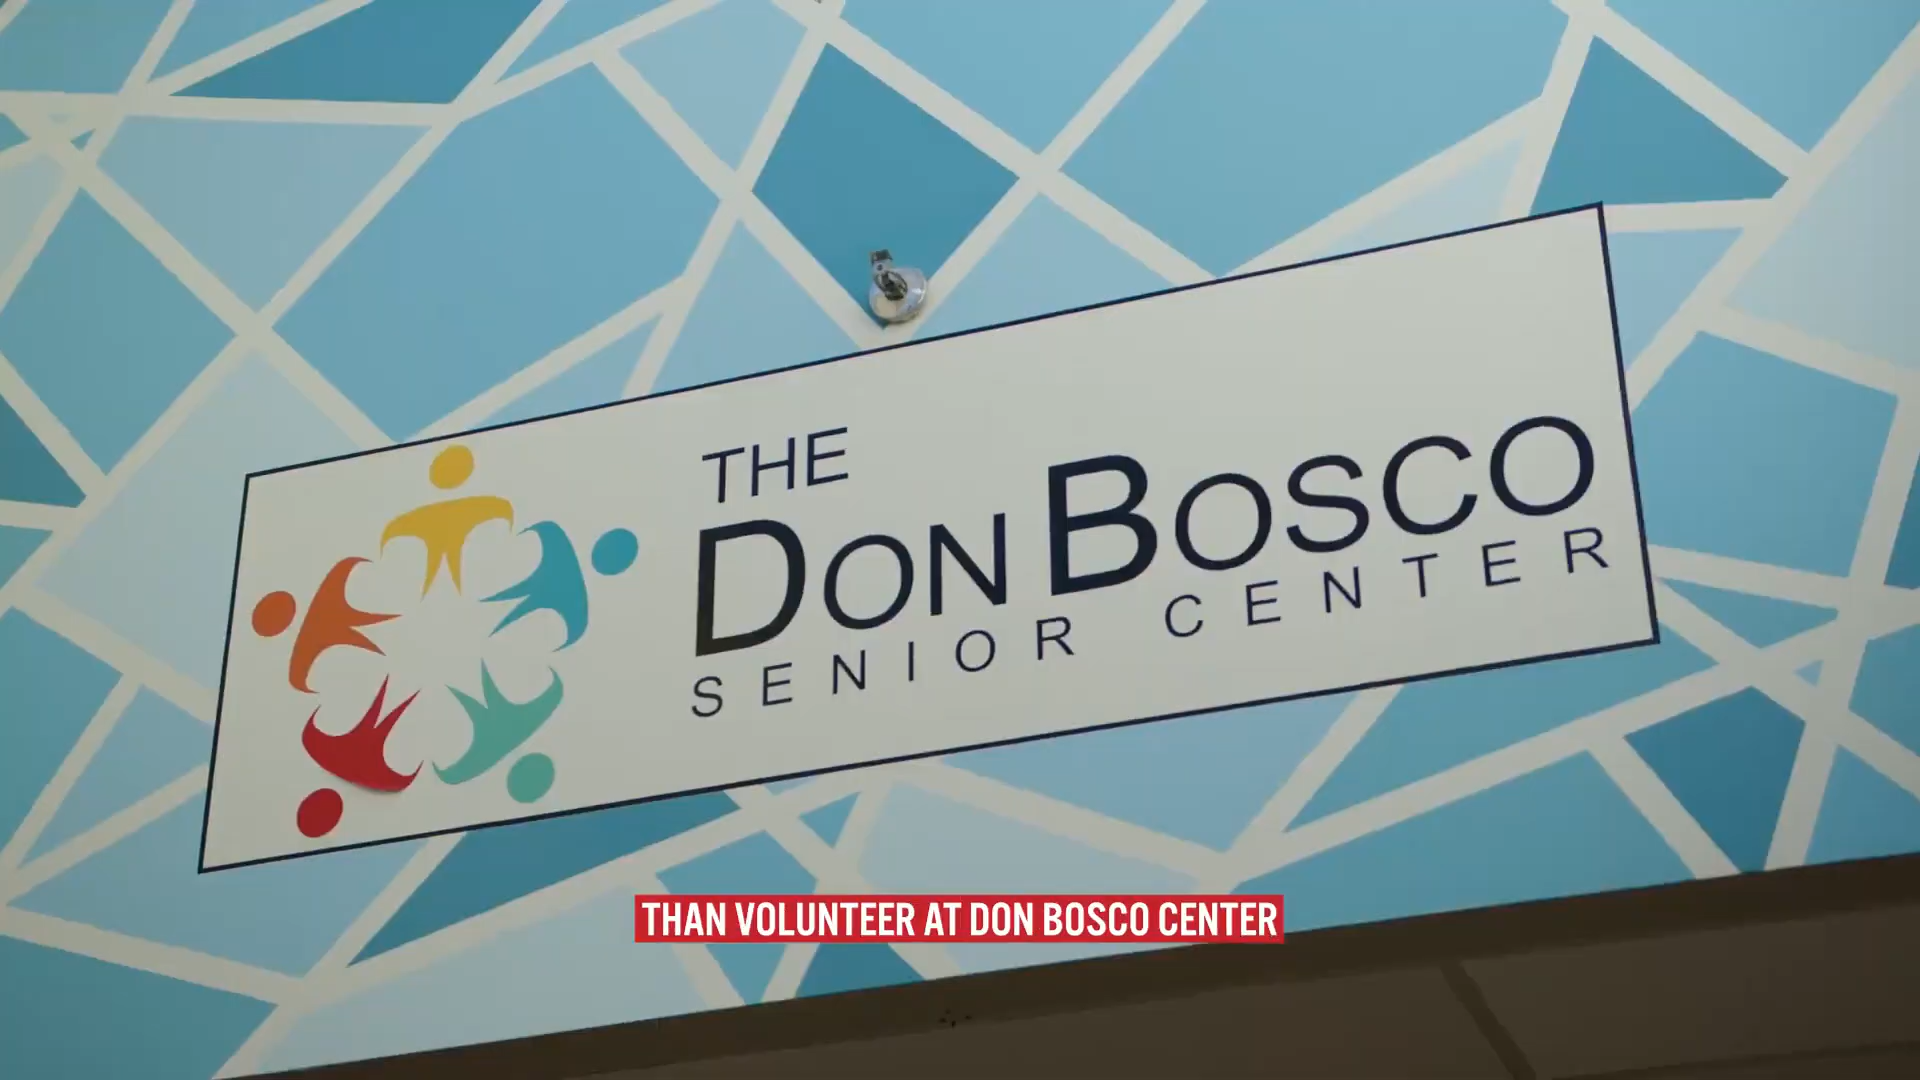 THE
DON BOSCO
SENIOR CENTER
THAN VOLUNTEER AT DON BOSCO CENTER